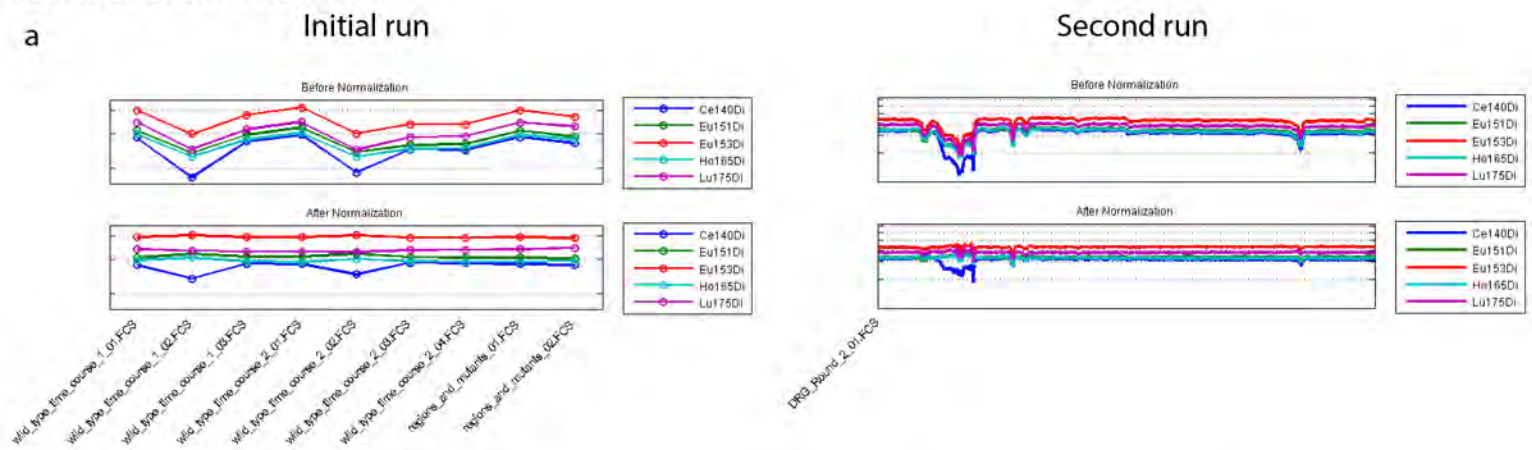 a
Initial run
Second run
Before Normalization
Ce140Di
Eu151Di
Eu153Di
Ho165Di
Lu175Di
After Normalization
Ce140Di
Eu151Di
Eu153Di
Ho165Di
Lu175Di
wild_type_time_course_1_01.FCS
wild_type_time_course_1_02.FCS
wild_type_time_course_1_03.FCS
wild_type_time_course_2_01.FCS
wild_type_time_course_2_02.FCS
wild_type_time_course_2_03.FCS
wild_type_time_course_2_04.FCS
regions_and_mutants_01.FCS
regions_and_mutants_02.FCS
Before Normalization
Ce140Di
Eu151Di
Eu153Di
Ho165Di
Lu175Di
After Normalization
Ce140Di
Eu151Di
Eu153Di
Ho165Di
Lu175Di
DRG_Round_2_01.FCS